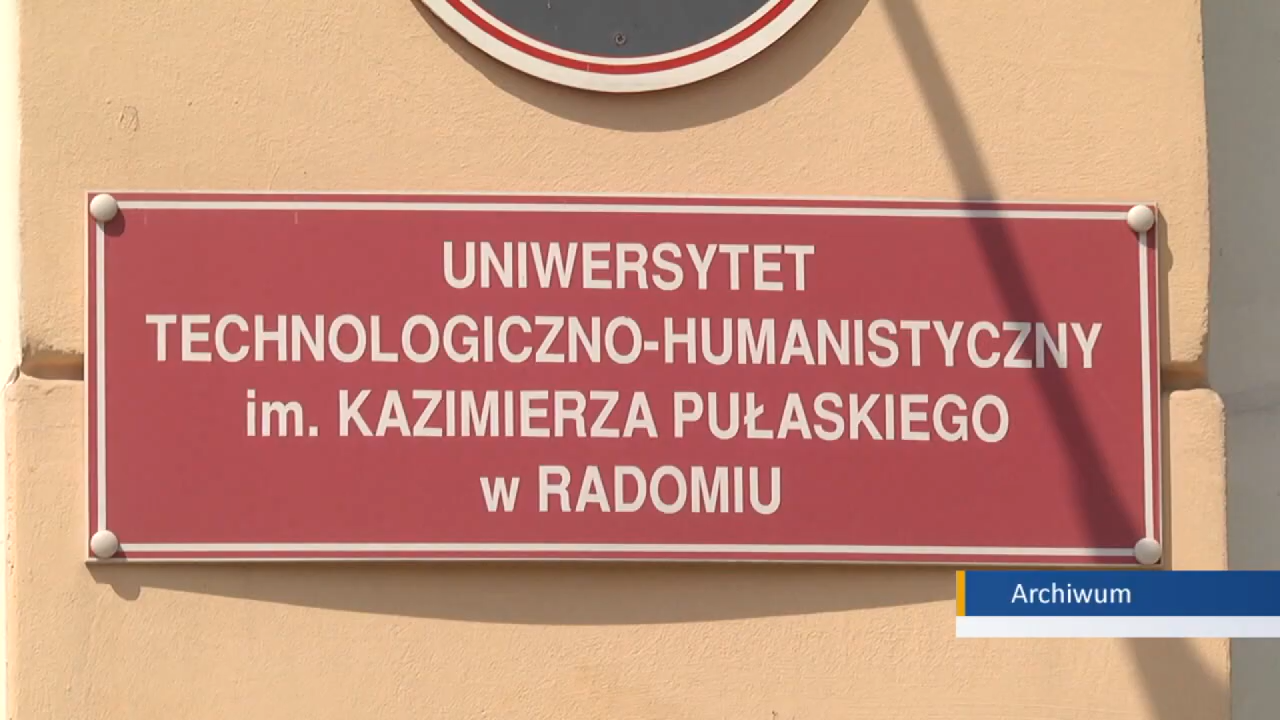 UNIWERSYTET
TECHNOLOGICZNO-HUMANISTYCZNY
im. KAZIMIERZA PUŁASKIEGO
w RADOMIU
Archiwum